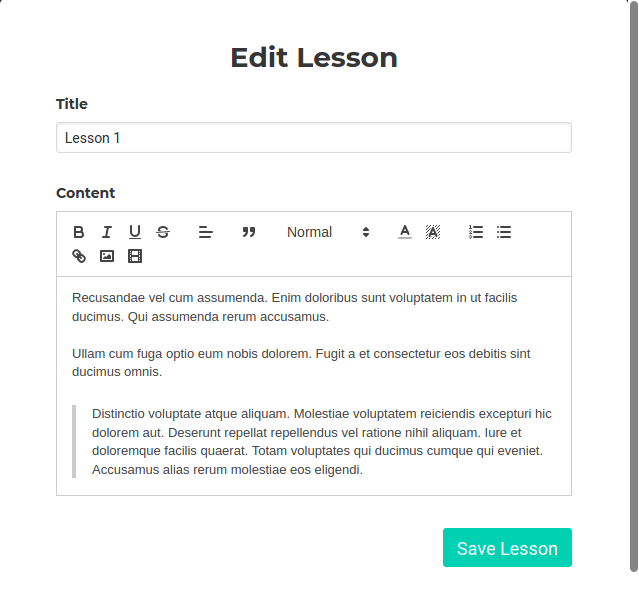 Edit Lesson
Title
Lesson 1
Content
B I U S Normal A A
Recusandae vel cum assumenda. Enim doloribus sunt voluptatem in ut facilis
ducimus. Qui assumenda rerum accusamus.
Ullam cum fuga optio eum nobis dolorem. Fugit a et consectetur eos debitis sint
ducimus omnis.
Distinctio voluptate atque aliquam. Molestiae voluptatem reiciendis excepturi hic
dolorem aut. Deserunt repellat repellendus vel ratione nihil aliquam. Iure et
doloremque facilis quaerat. Totam voluptates qui ducimus cumque qui eveniet.
Accusamus alias rerum molestiae eos eligendi.
Save Lesson